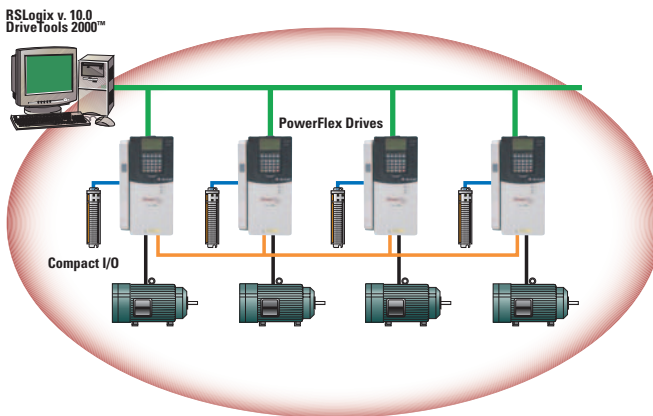 RSLogix v. 10.0
DriveTools 2000™
PowerFlex Drives
Compact I/O